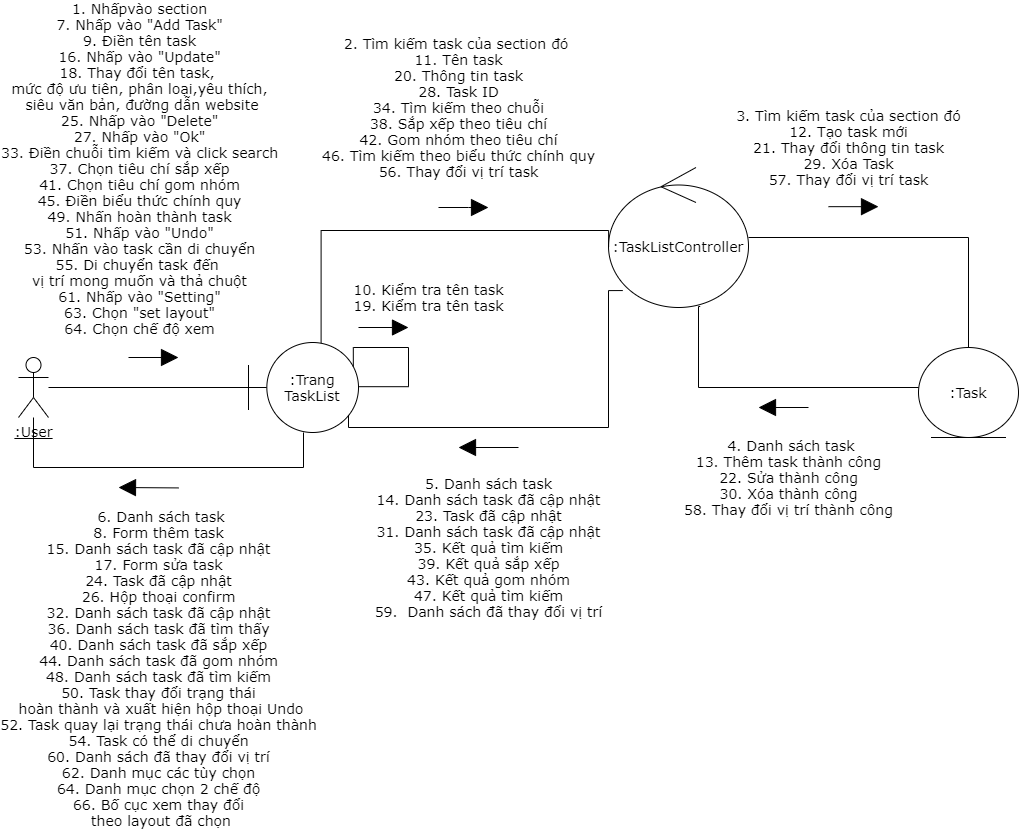 1. Nhấpvào section
7. Nhấp vào "Add Task"
9. Điền tên task
16. Nhấp vào "Update"
18. Thay đổi tên task,
mức độ ưu tiên, phân loại,yêu thích,
siêu văn bản, đường dẫn website
25. Nhấp vào "Delete"
27. Nhấp vào "Ok"
33. Điền chuỗi tìm kiếm và click search
37. Chọn tiêu chí sắp xếp
41. Chọn tiêu chí gom nhóm
45. Điền biểu thức chính quy
49. Nhấn hoàn thành task
51. Nhấp vào "Undo"
53. Nhấn vào task cần di chuyển
55. Di chuyển task đến
vị trí mong muốn và thả chuột
61. Nhấp vào "Setting"
63. Chọn "set layout"
64. Chọn chế độ xem
2. Tìm kiếm task của section đó
11. Tên task
20. Thông tin task
28. Task ID
34. Tìm kiếm theo chuỗi
38. Sắp xếp theo tiêu chí
42. Gom nhóm theo tiêu chí
46. Tìm kiếm theo biểu thức chính quy
56. Thay đổi vị trí task
3. Tìm kiếm task của section đó
12. Tạo task mới
21. Thay đổi thông tin task
29. Xóa Task
57. Thay đổi vị trí task
:TaskListController
10. Kiểm tra tên task
19. Kiểm tra tên task
:Trang
TaskList
:Task
:User
4. Danh sách task
13. Thêm task thành công
22. Sửa thành công
30. Xóa thành công
58. Thay đổi vị trí thành công
5. Danh sách task
14. Danh sách task đã cập nhật
23. Task đã cập nhật
31. Danh sách task đã cập nhật
35. Kết quả tìm kiếm
39. Kết quả sắp xếp
43. Kết quả gom nhóm
47. Kết quả tìm kiếm
59. Danh sách đã thay đổi vị trí
6. Danh sách task
8. Form thêm task
15. Danh sách task đã cập nhật
17. Form sửa task
24. Task đã cập nhật
26. Hộp thoại confirm
32. Danh sách task đã cập nhật
36. Danh sách task đã tìm thấy
40. Danh sách task đã sắp xếp
44. Danh sách task đã gom nhóm
48. Danh sách task đã tìm kiếm
50. Task thay đổi trạng thái
hoàn thành và xuất hiện hộp thoại Undo
52. Task quay lại trạng thái chưa hoàn thành
54. Task có thể di chuyển
60. Danh sách đã thay đổi vị trí
62. Danh mục các tùy chọn
64. Danh mục chọn 2 chế độ
66. Bố cục xem thay đổi
theo layout đã chọn